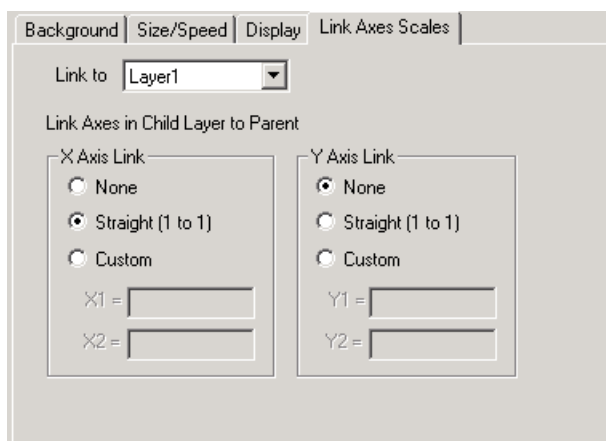 Background Size/Speed Display Link Axes Scales
Link to Layer1
Link Axes in Child Layer to Parent
X Axis Link
None
Straight (1 to 1)
Custom
X1 =
X2 =
Y Axis Link
None
Straight (1 to 1)
Custom
Y1 =
Y2 =